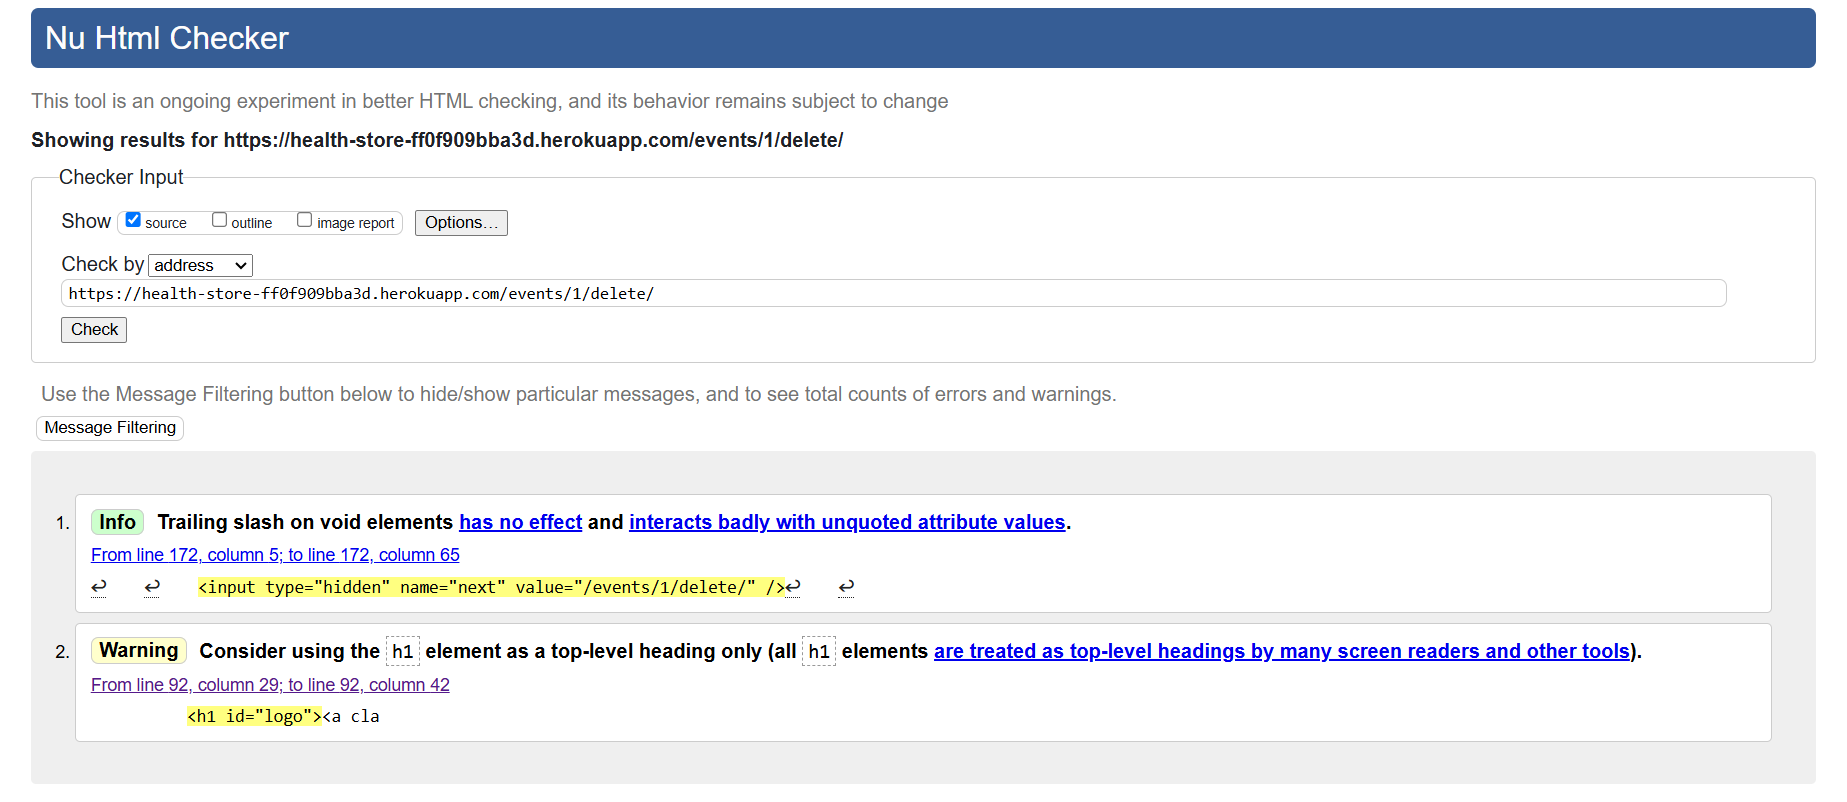 Nu Html Checker
This tool is an ongoing experiment in better HTML checking, and its behavior remains subject to change
Showing results for https://health-store-ff0f909bba3d.herokuapp.com/events/1/delete/
Checker Input
Show source outline image report Options...
Check by address
https://health-store-ff0f909bba3d.herokuapp.com/events/1/delete/
Check
Use the Message Filtering button below to hide/show particular messages, and to see total counts of errors and warnings.
Message Filtering
1. Info Trailing slash on void elements has no effect and interacts badly with unquoted attribute values.
From line 172, column 5; to line 172, column 65
↩ ↩ <input type="hidden" name="next" value="/events/1/delete/" />↩ ↩
2. Warning Consider using the h1 element as a top-level heading only (all h1 elements are treated as top-level headings by many screen readers and other tools).
From line 92, column 29; to line 92, column 42
<h1 id="logo"><a cla